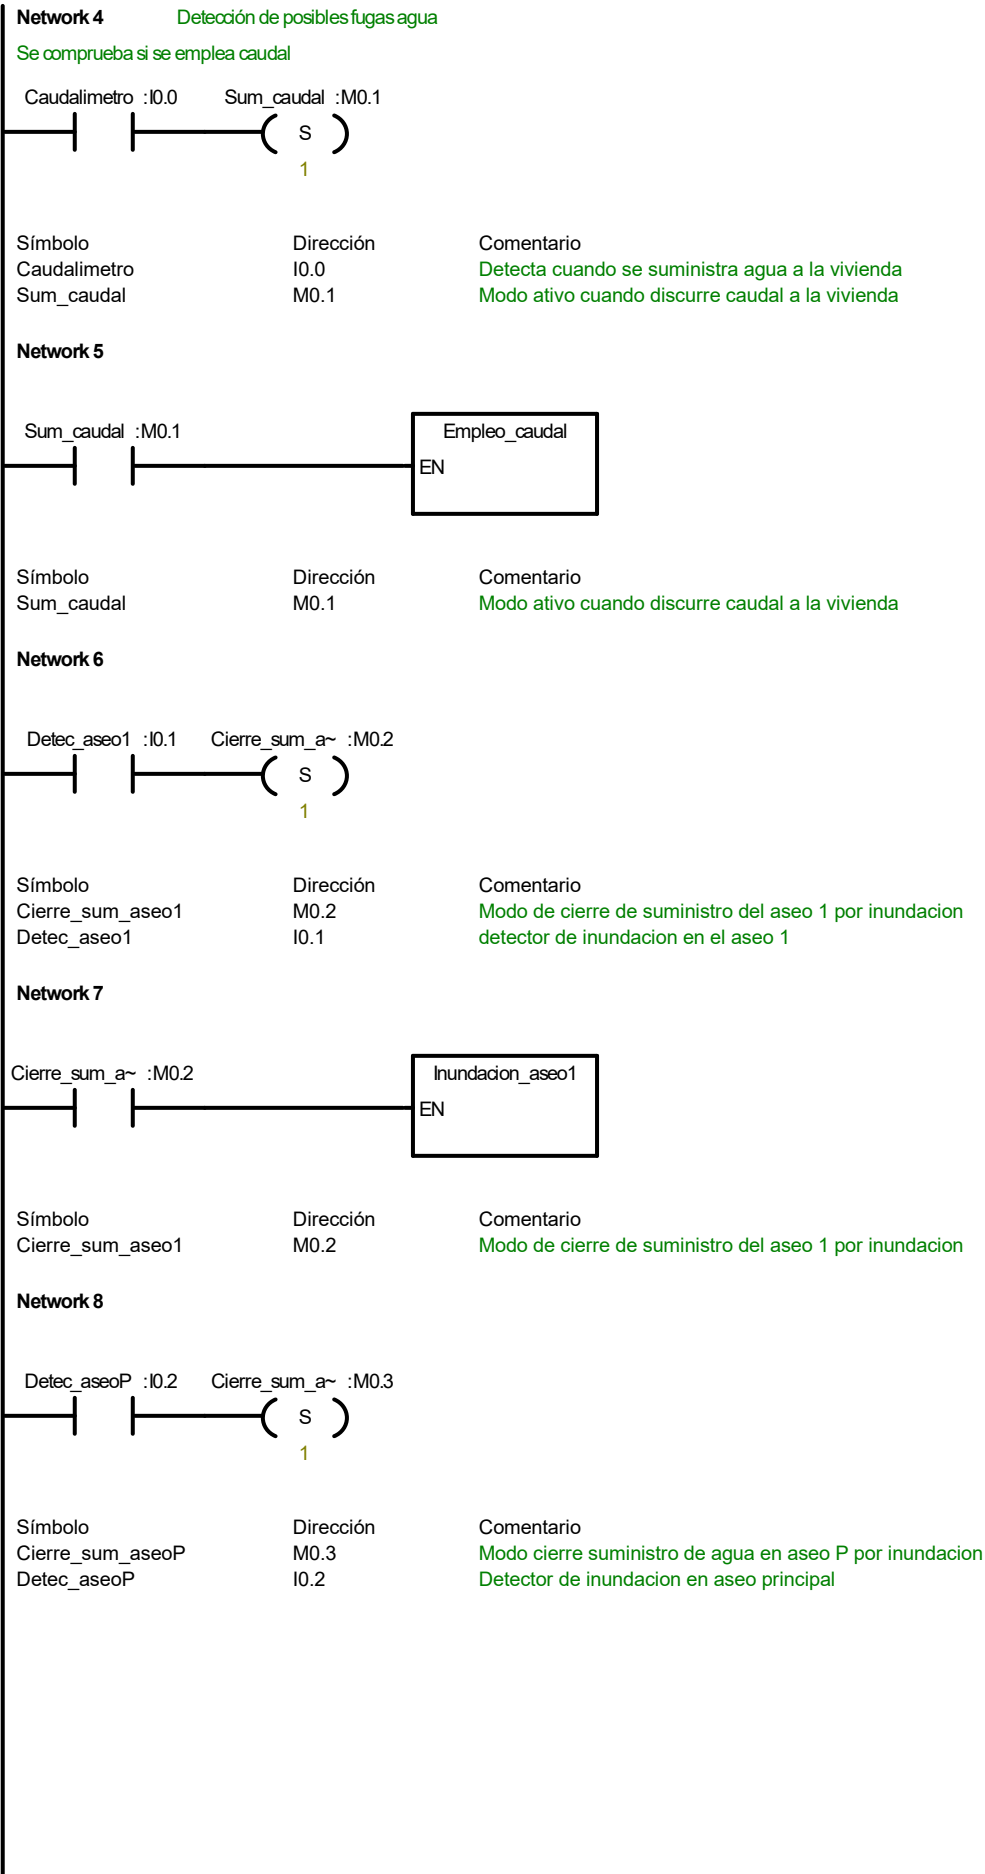 Network 4 Detección de posibles fugas agua
Se comprueba si se emplea caudal
Caudalimetro :I0.0 Sum_caudal :M0.1
S
1
Símbolo Dirección Comentario
Caudalimetro I0.0 Detecta cuando se suministra agua a la vivienda
Sum_caudal M0.1 Modo ativo cuando discurre caudal a la vivienda
Network 5
Sum_caudal :M0.1 Empleo_caudal
EN
Símbolo Dirección Comentario
Sum_caudal M0.1 Modo ativo cuando discurre caudal a la vivienda
Network 6
Detec_aseo1 :I0.1 Cierre_sum_a~ :M0.2
S
1
Símbolo Dirección Comentario
Cierre_sum_aseo1 M0.2 Modo de cierre de suministro del aseo 1 por inundacion
Detec_aseo1 I0.1 detector de inundacion en el aseo 1
Network 7
Cierre_sum_a~ :M0.2 Inundacion_aseo1
EN
Símbolo Dirección Comentario
Cierre_sum_aseo1 M0.2 Modo de cierre de suministro del aseo 1 por inundacion
Network 8
Detec_aseoP :I0.2 Cierre_sum_a~ :M0.3
S
1
Símbolo Dirección Comentario
Cierre_sum_aseoP M0.3 Modo cierre suministro de agua en aseo P por inundacion
Detec_aseoP I0.2 Detector de inundacion en aseo principal